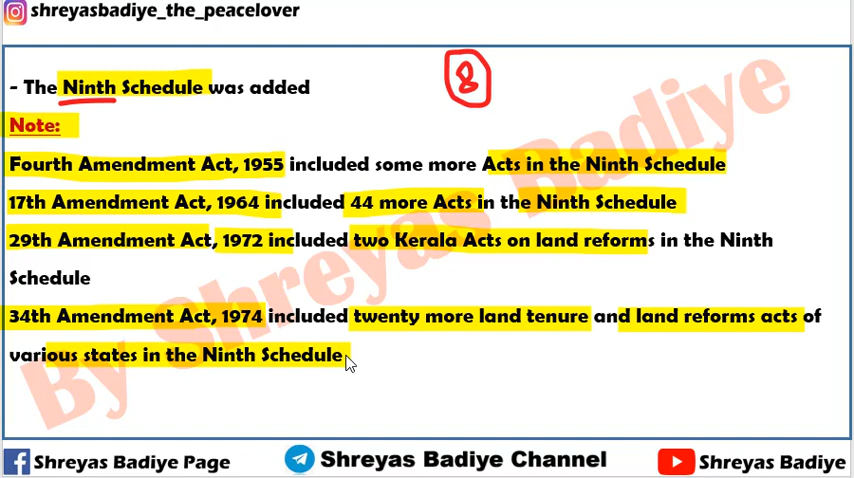 shreyasbadiye_the_peacelover
- The Ninth Schedule was added
8
Note:
Fourth Amendment Act, 1955 included some more Acts in the Ninth Schedule
17th Amendment Act, 1964 included 44 more Acts in the Ninth Schedule
29th Amendment Act, 1972 included two Kerala Acts on land reforms in the Ninth
Schedule
34th Amendment Act, 1974 included twenty more land tenure and land reforms acts of
various states in the Ninth Schedule
By Shreyas Badiye
Shreyas Badiye Page
Shreyas Badiye Channel
Shreyas Badiye